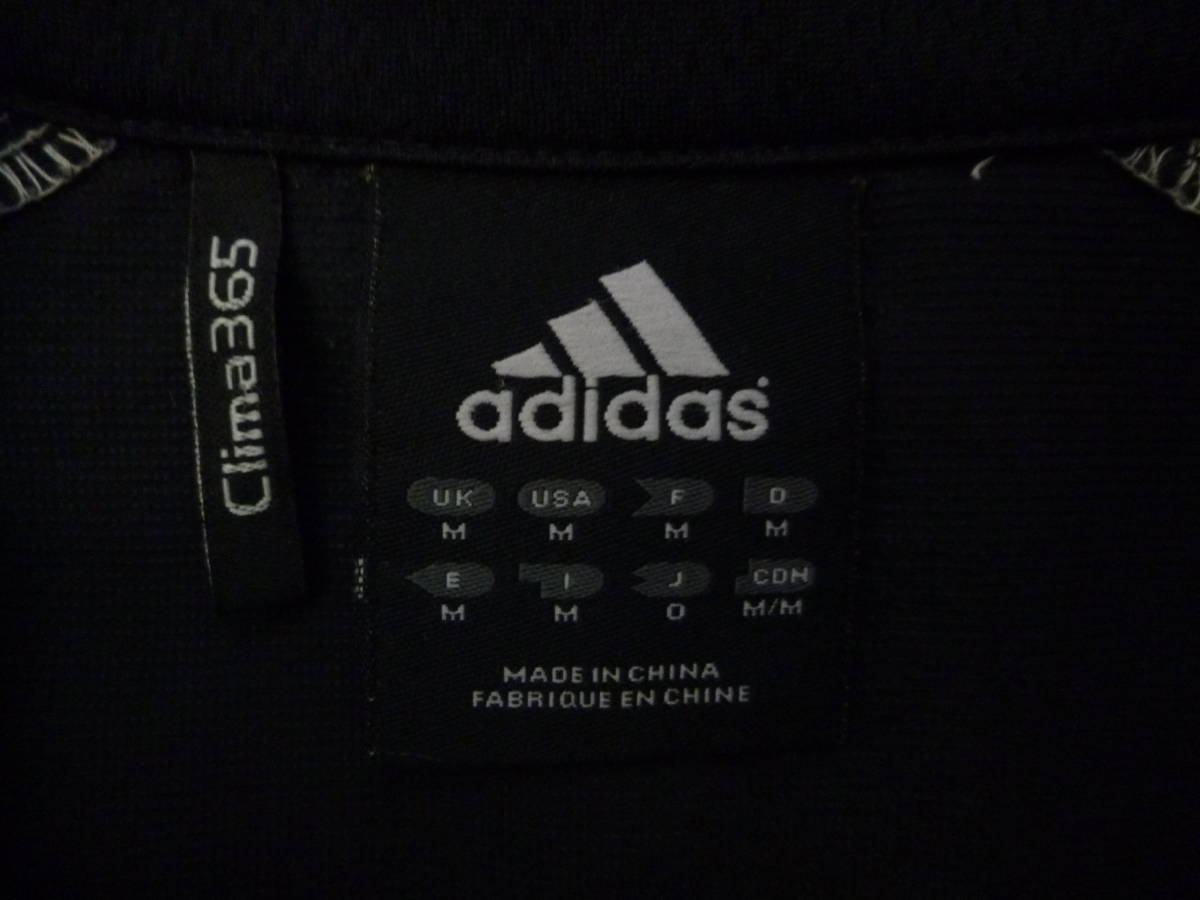 Clima365
adidas
UK USA F D
M M M M
E I J CDN
M M O M/M
MADE IN CHINA
FABRIQUE EN CHINE